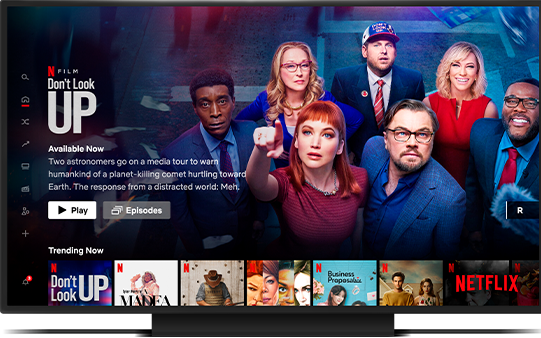 N FILM
Don't Look
UP
Available Now
Two astronomers go on a media tour to warn
humankind of a planet-killing comet hurtling toward
Earth. The response from a distracted world: Meh.
Play
Episodes
R
Trending Now
N
Don't
Look UP
N
MADEA
N
N
N
Business
Proposal
N
N
NETFLIX